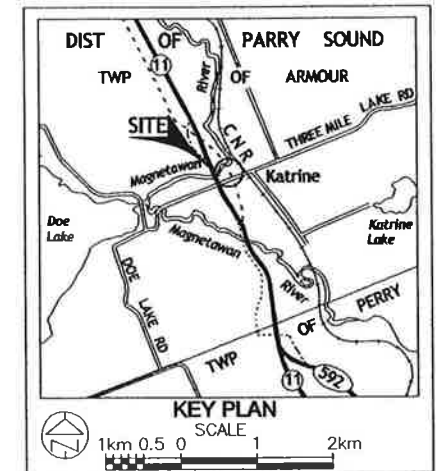 DIST OF PARRY SOUND
TWP OF ARMOUR
11
River
SITE
CNR
THREE MILE LAKE RD
Magnetawan
Katrine
Doe
Lake
Katrine
Lake
Magnetawan
River
DOE LAKE RD
PERRY
OF
TWP
11
592
KEY PLAN
SCALE
N
1km 0.5 0 1 2km